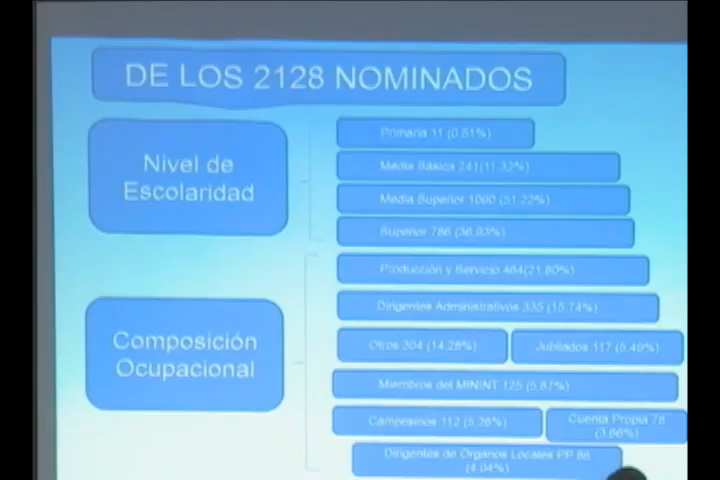 DE LOS 2128 NOMINADOS
Nivel de
Escolaridad
Primaria 11 (0.51%)
Media Básica 241(11.32%)
Media Superior 1090 (51.22%)
Superior 786 (36.93%)
Composición
Ocupacional
Producción y Servicio 464(21.80%)
Dirigentes Administrativos 335 (15.74%)
Otros 304 (14.28%)
Jubilados 117 (5.49%)
Miembros del MININT 125 (5.87%)
Campesinos 112 (5.26%)
Cuenta Propia 78
(3.66%)
Dirigentes de Órganos Locales PP 86
(4.04%)